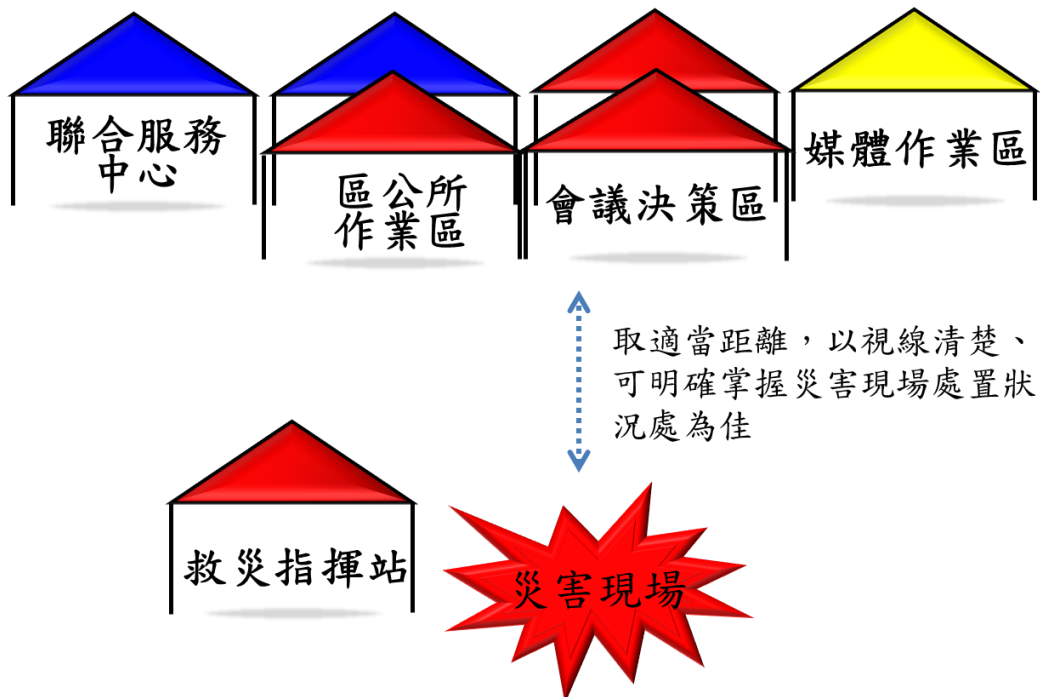 聯合服務
中心
區公所
作業區
會議決策區
媒體作業區
取適當距離，以視線清楚、
可明確掌握災害現場處置狀
況處為佳
救災指揮站
災害現場